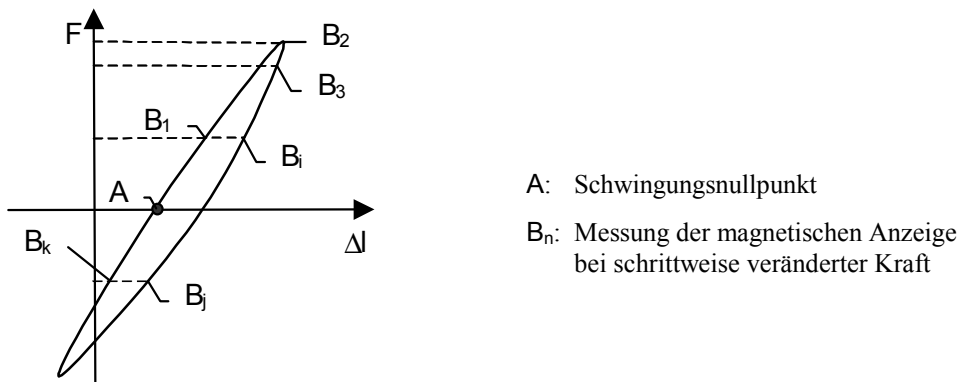 F
B₂
B₃
B₁
Bᵢ
A
Δl
Bₖ
Bⱼ
A: Schwingungsnullpunkt
Bₙ: Messung der magnetischen Anzeige
bei schrittweise veränderter Kraft